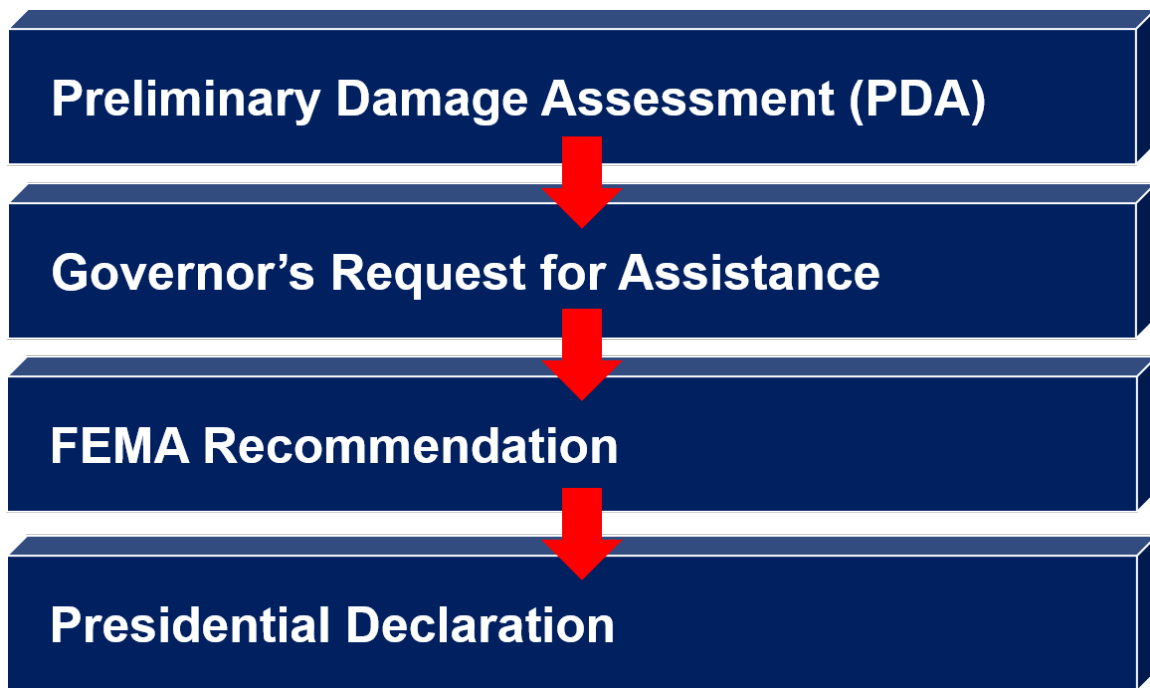 Preliminary Damage Assessment (PDA)
Governor’s Request for Assistance
FEMA Recommendation
Presidential Declaration